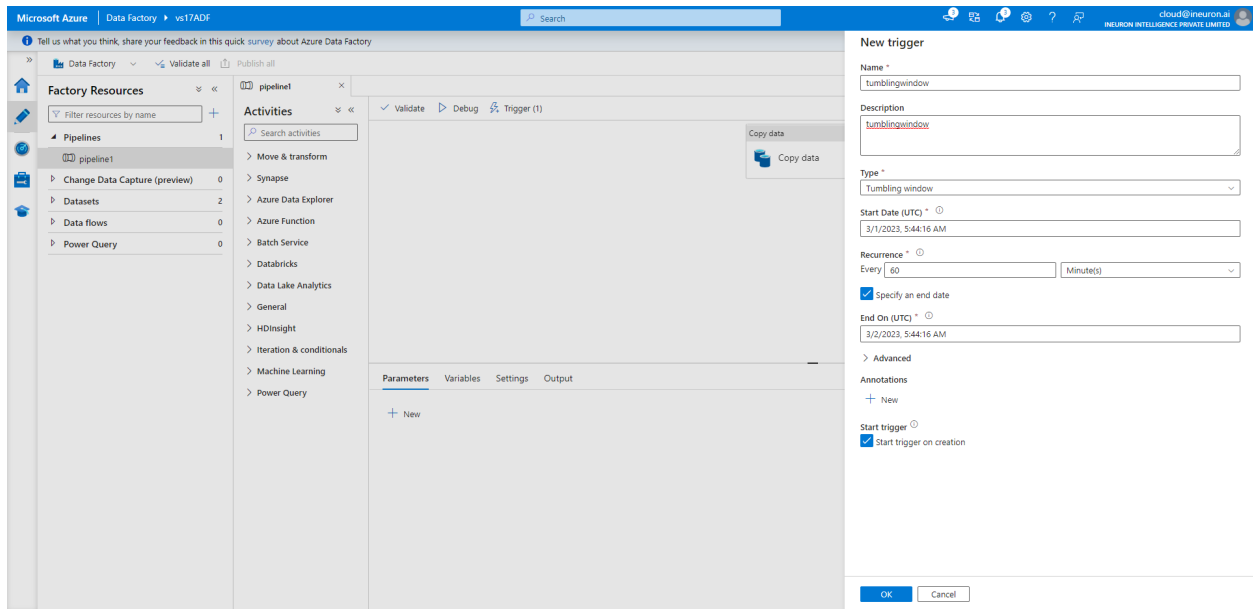 Microsoft Azure Data Factory vs17ADF Search cloud@ineuron.ai
INEURON INTELLIGENCE PRIVATE LIMITED
Tell us what you think, share your feedback in this quick survey about Azure Data Factory
Data Factory Validate all Publish all
Factory Resources
Filter resources by name
Pipelines 1
pipeline1
Change Data Capture (preview) 0
Datasets 2
Data flows 0
Power Query 0
pipeline1
Activities
Search activities
Move & transform
Synapse
Azure Data Explorer
Azure Function
Batch Service
Databricks
Data Lake Analytics
General
HDInsight
Iteration & conditionals
Machine Learning
Power Query
Validate Debug Trigger (1)
Copy data
Copy data
Parameters Variables Settings Output
New
New trigger
Name *
tumblingwindow
Description
tumblingwindow
Type *
Tumbling window
Start Date (UTC) *
3/1/2023, 5:44:16 AM
Recurrence *
Every 60 Minute(s)
Specify an end date
End On (UTC) *
3/2/2023, 5:44:16 AM
Advanced
Annotations
New
Start trigger
Start trigger on creation
OK Cancel